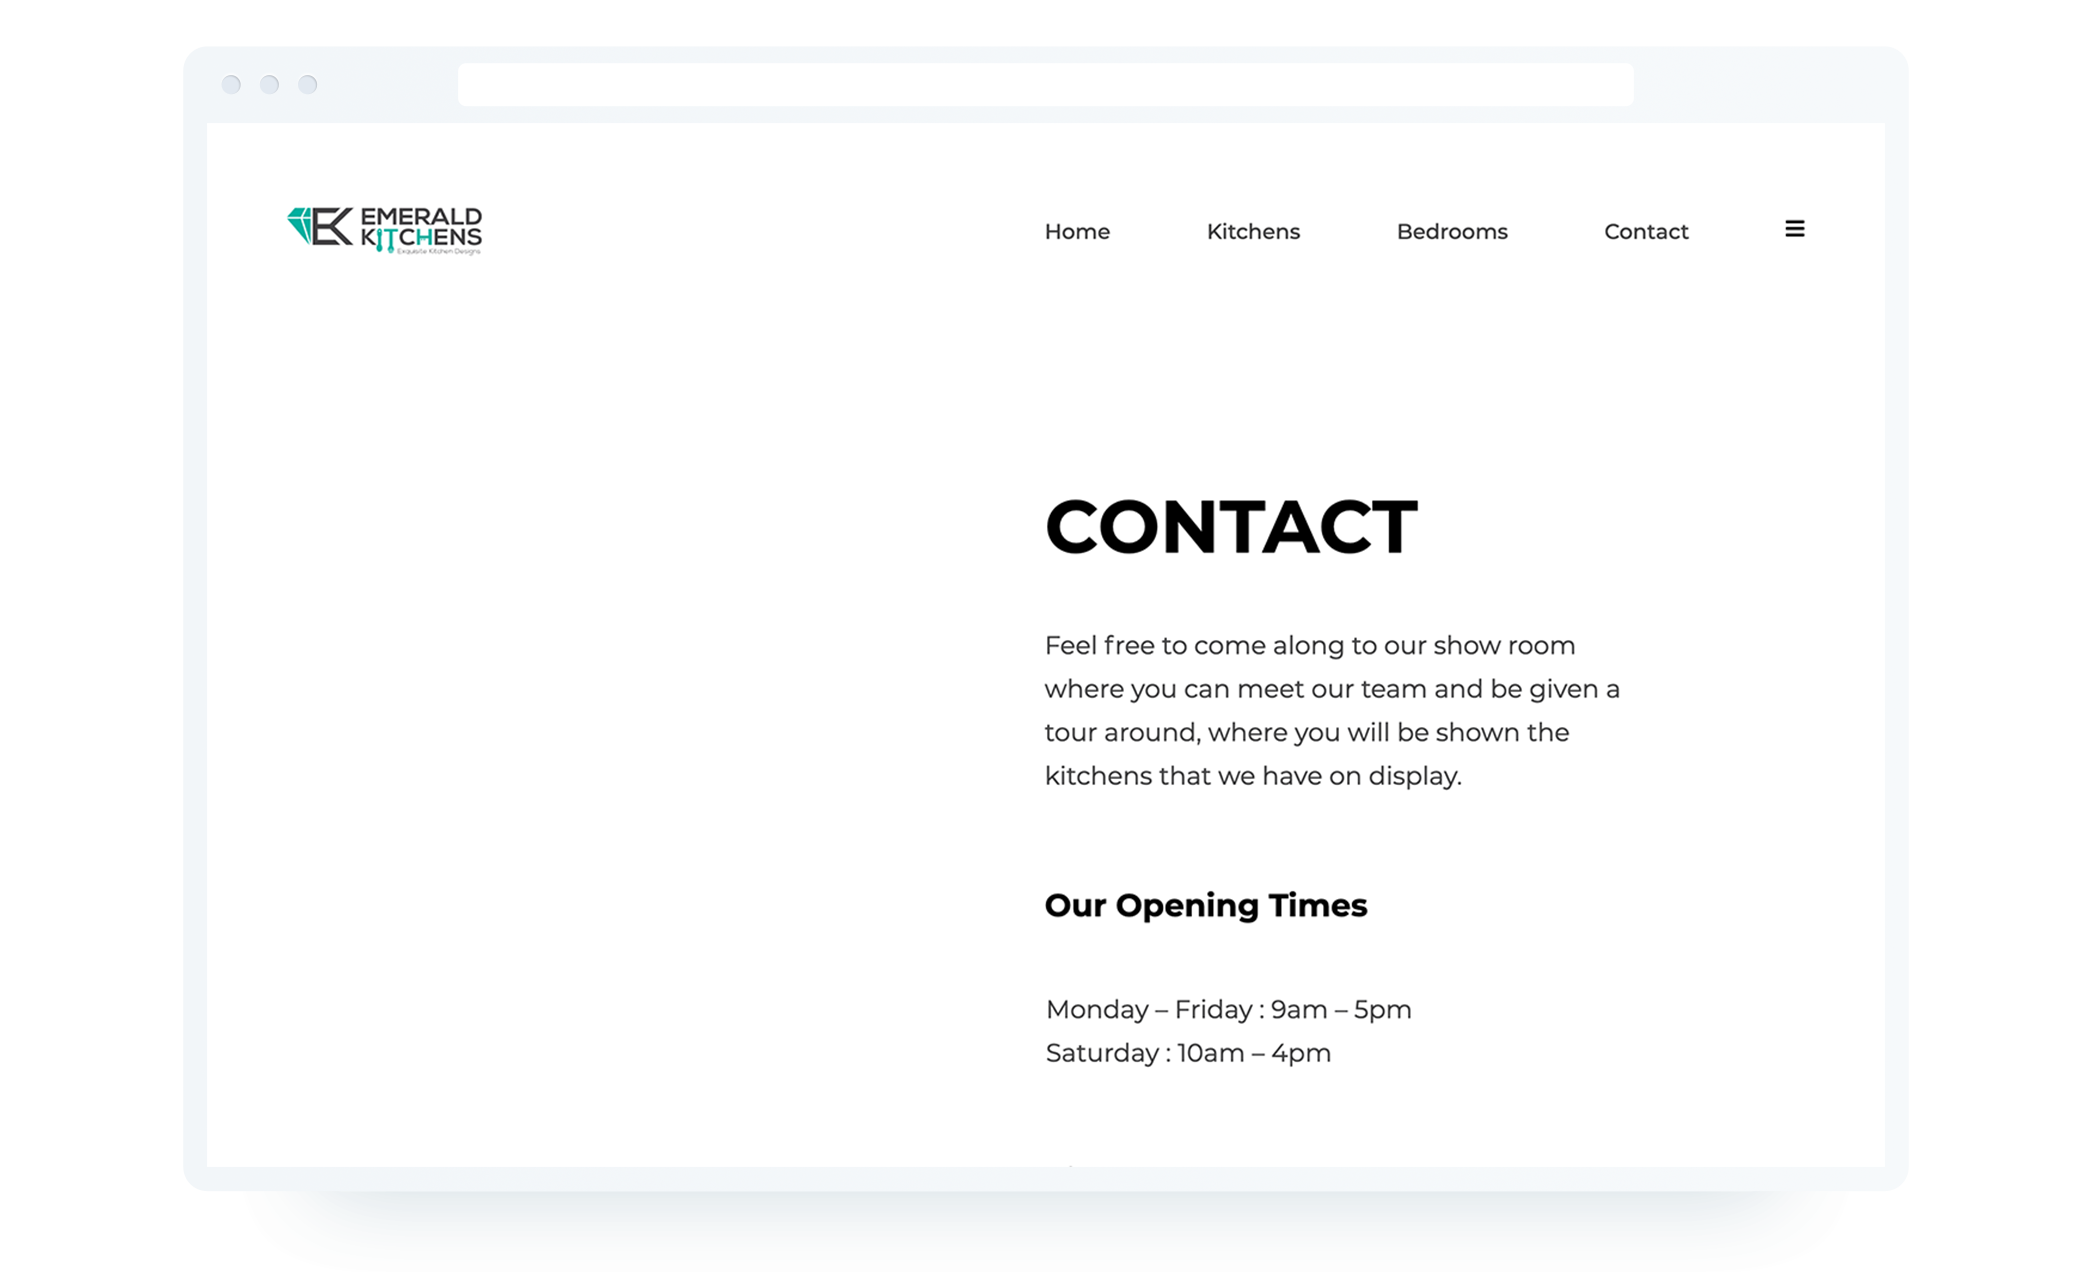 EK EMERALD
KITCHENS
Exquisite Kitchen Designs
Home Kitchens Bedrooms Contact
CONTACT
Feel free to come along to our show room
where you can meet our team and be given a
tour around, where you will be shown the
kitchens that we have on display.
Our Opening Times
Monday – Friday : 9am – 5pm
Saturday : 10am – 4pm